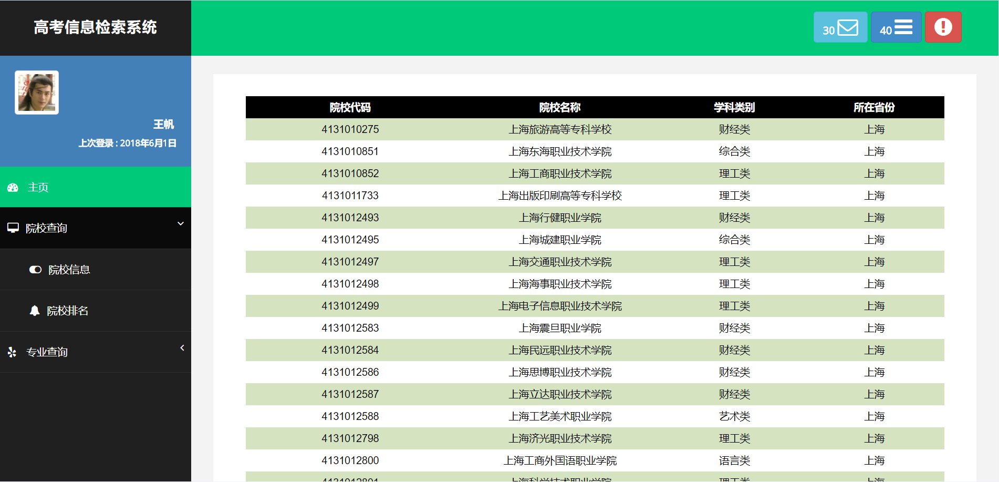 高考信息检索系统
30
40
王帆
上次登录 : 2018年6月1日
主页
院校查询
院校信息
院校排名
专业查询
院校代码 院校名称 学科类别 所在省份
4131010275 上海旅游高等专科学校 财经类 上海
4131010851 上海东海职业技术学院 综合类 上海
4131010852 上海工商职业技术学院 理工类 上海
4131011733 上海出版印刷高等专科学校 理工类 上海
4131012493 上海行健职业学院 财经类 上海
4131012495 上海城建职业学院 综合类 上海
4131012497 上海交通职业技术学院 理工类 上海
4131012498 上海海事职业技术学院 理工类 上海
4131012499 上海电子信息职业技术学院 理工类 上海
4131012583 上海震旦职业学院 财经类 上海
4131012584 上海民远职业技术学院 财经类 上海
4131012586 上海思博职业技术学院 财经类 上海
4131012587 上海立达职业技术学院 财经类 上海
4131012588 上海工艺美术职业学院 艺术类 上海
4131012798 上海济光职业技术学院 理工类 上海
4131012800 上海工商外国语职业学院 语言类 上海
4131012801 上海科学技术职业学院 理工类 上海